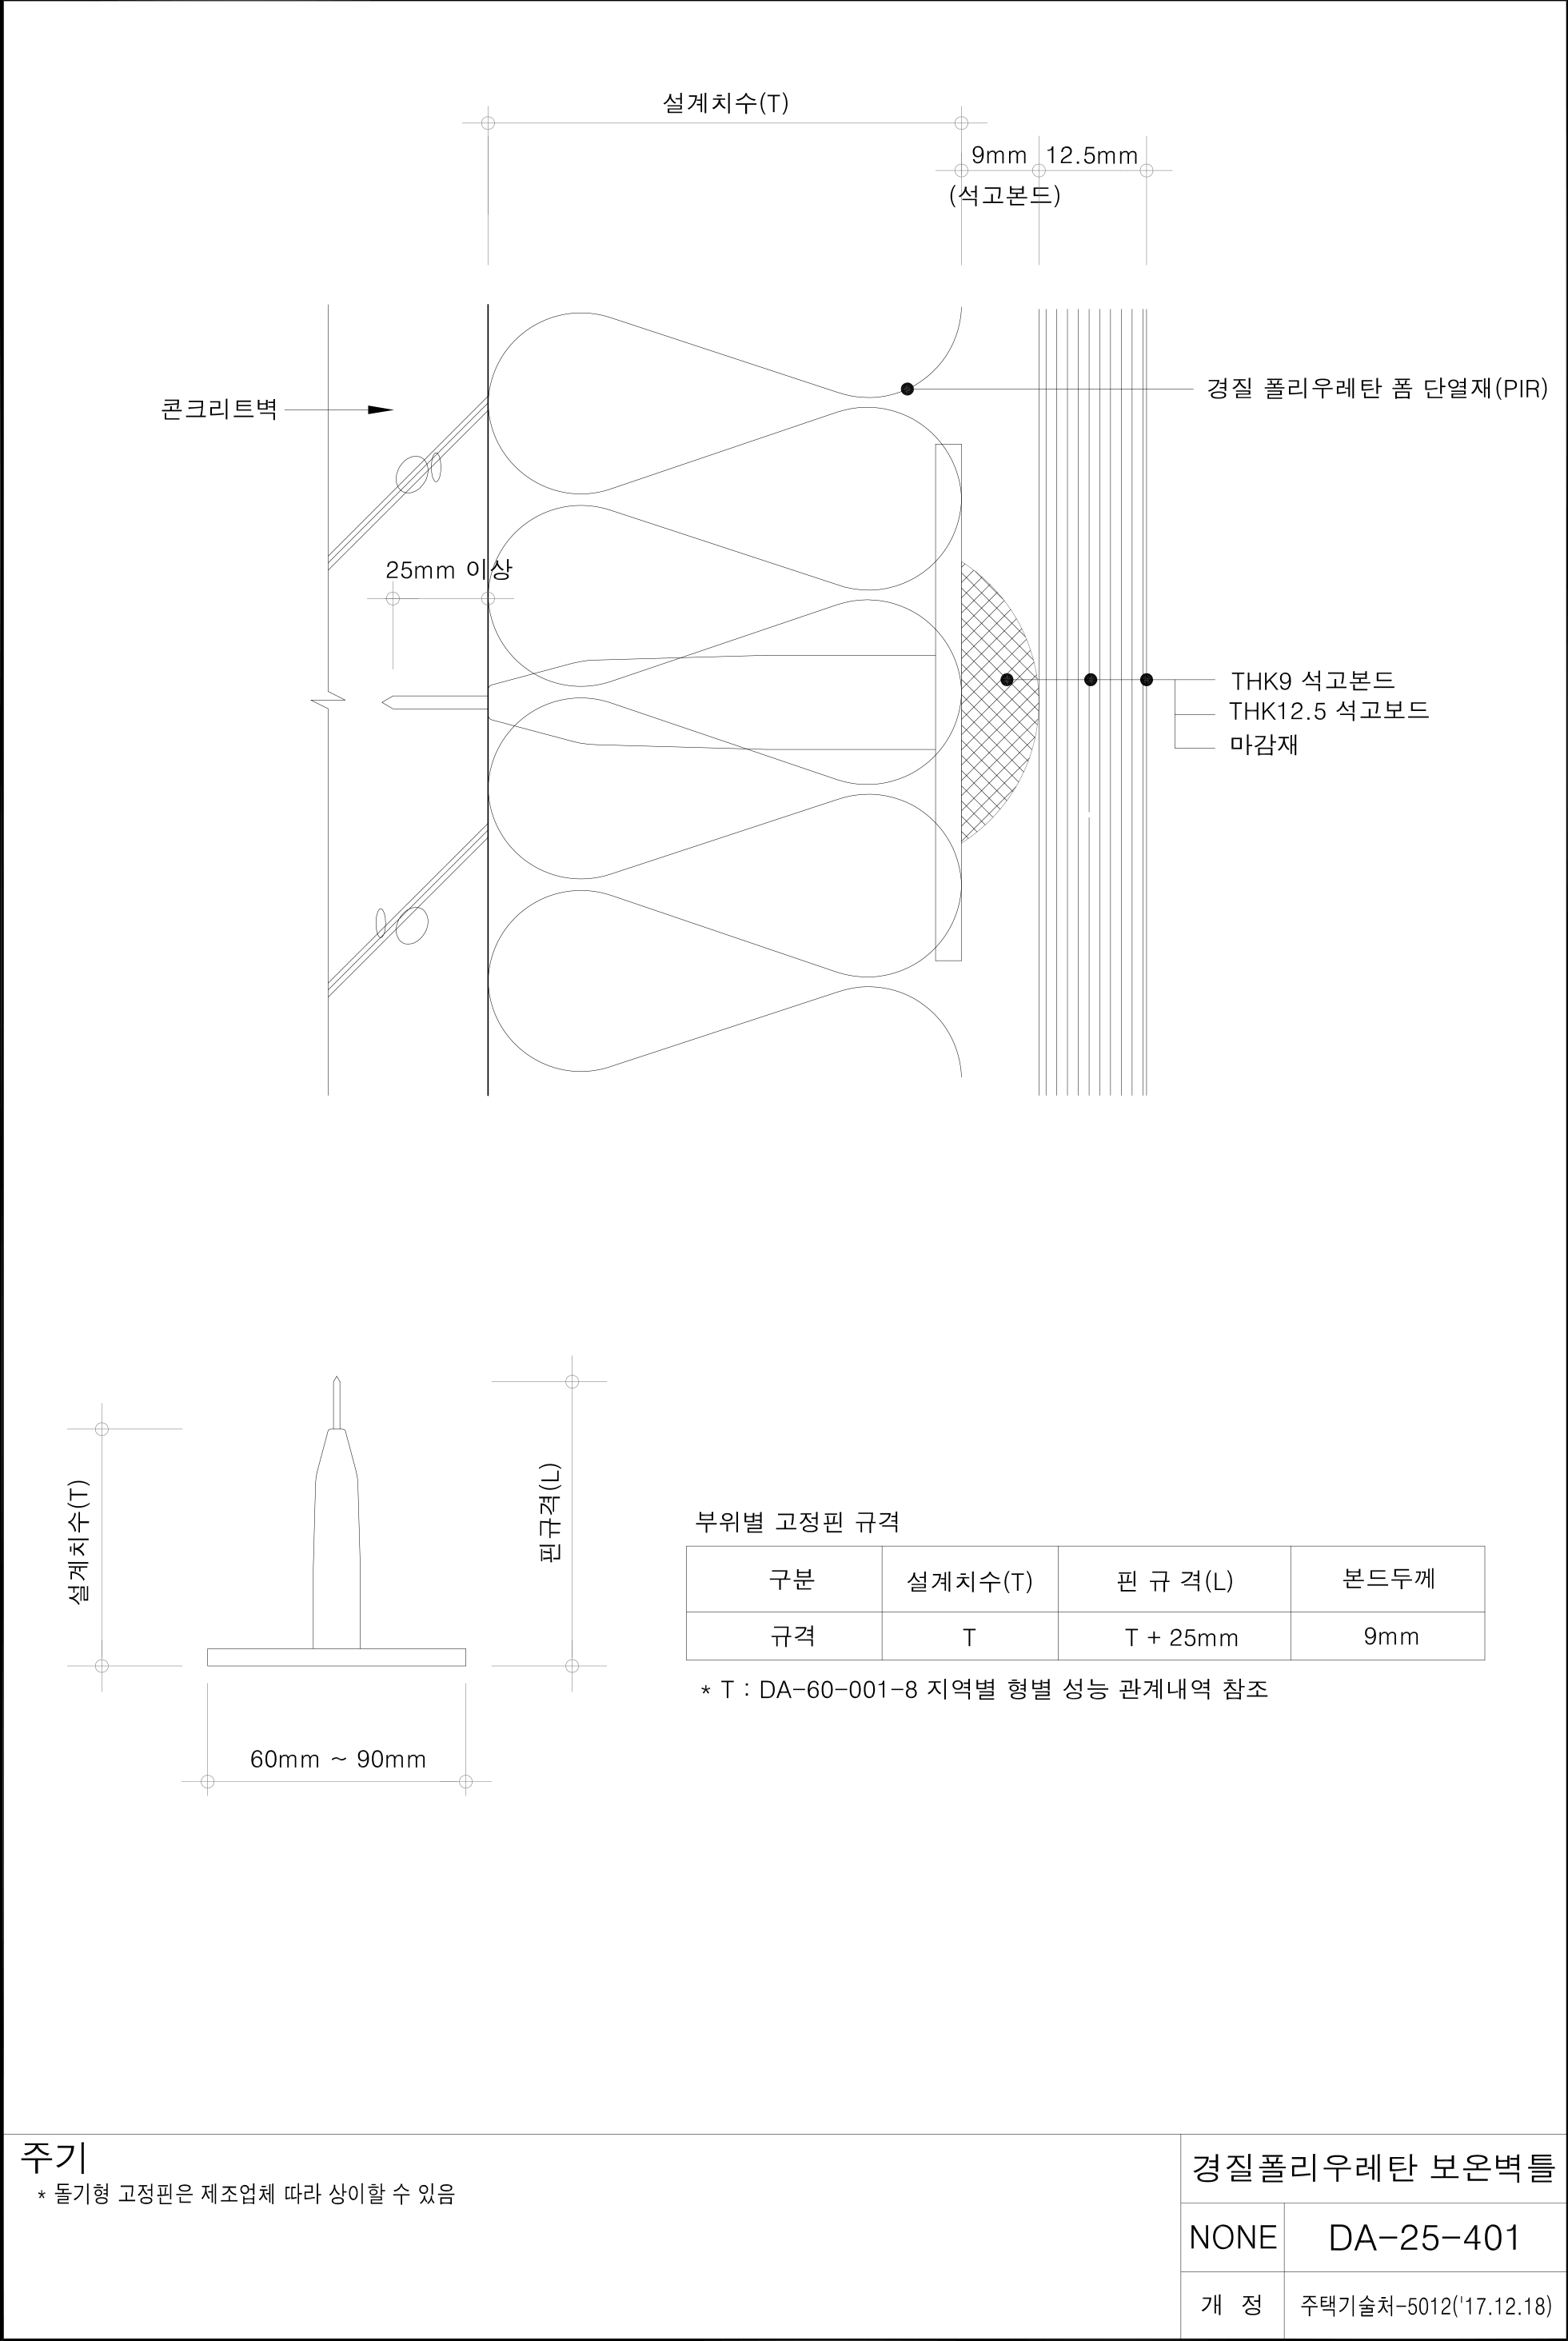 설계치수(T)
9mm
12.5mm
(석고본드)
콘크리트벽
경질 폴리우레탄 폼 단열재(PIR)
25mm 이상
THK9 석고본드
THK12.5 석고보드
마감재
설계치수(T)
핀규격(L)
60mm ~ 90mm
부위별 고정핀 규격
구분 설계치수(T) 핀 규 격(L) 본드두께
규격 T T + 25mm 9mm
* T : DA-60-001-8 지역별 형별 성능 관계내역 참조
주기
* 돌기형 고정핀은 제조업체 따라 상이할 수 있음
경질폴리우레탄 보온벽틀
NONE DA-25-401
개 정 주택기술처-5012('17.12.18)